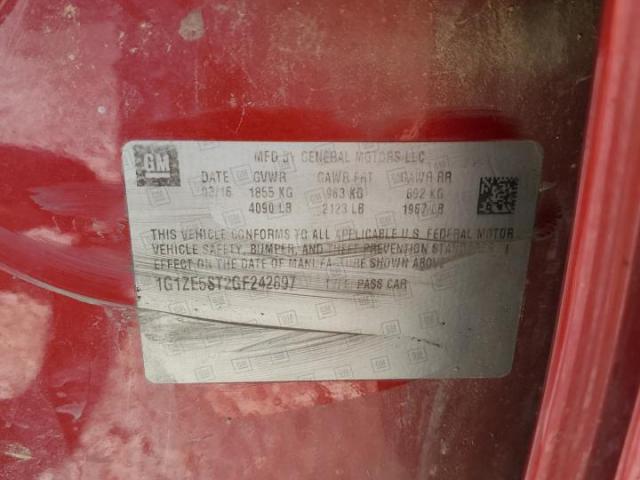 GM
MFD BY GENERAL MOTORS LLC
DATE GVWR GAWR FRT GAWR RR
03/16 1855 KG 963 KG 892 KG
4090 LB 2123 LB 1967 LB
THIS VEHICLE CONFORMS TO ALL APPLICABLE U.S. FEDERAL MOTOR
VEHICLE SAFETY, BUMPER, AND THEFT PREVENTION STANDARDS
EFFECT ON THE DATE OF MANUFACTURE SHOWN ABOVE
1G1ZE5ST2GF242697 TYPE: PASS CAR